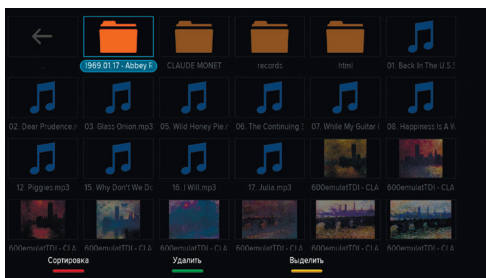 1969.01.17 - Abbey F
CLAUDE MONET
records
html
01. Back In The U.S.S
02. Dear Prudence.r
03. Glass Onion.mp3
05. Wild Honey Pie.r
06. The Continuing S
07. While My Guitar (
08. Happiness Is A W
12. Piggies.mp3
15. Why Don't We Do
16. I Will.mp3
17. Julia.mp3
600emulatTDI - CLA
600emulatTDI - CLA
600emulatTDI - CLA
600emulatTDI - CLA
600emulatTDI - CLA
600emulatTDI - CLA
600emulatTDI - CLA
600emulatTDI - CLA
Сортировка
Удалить
Выделить